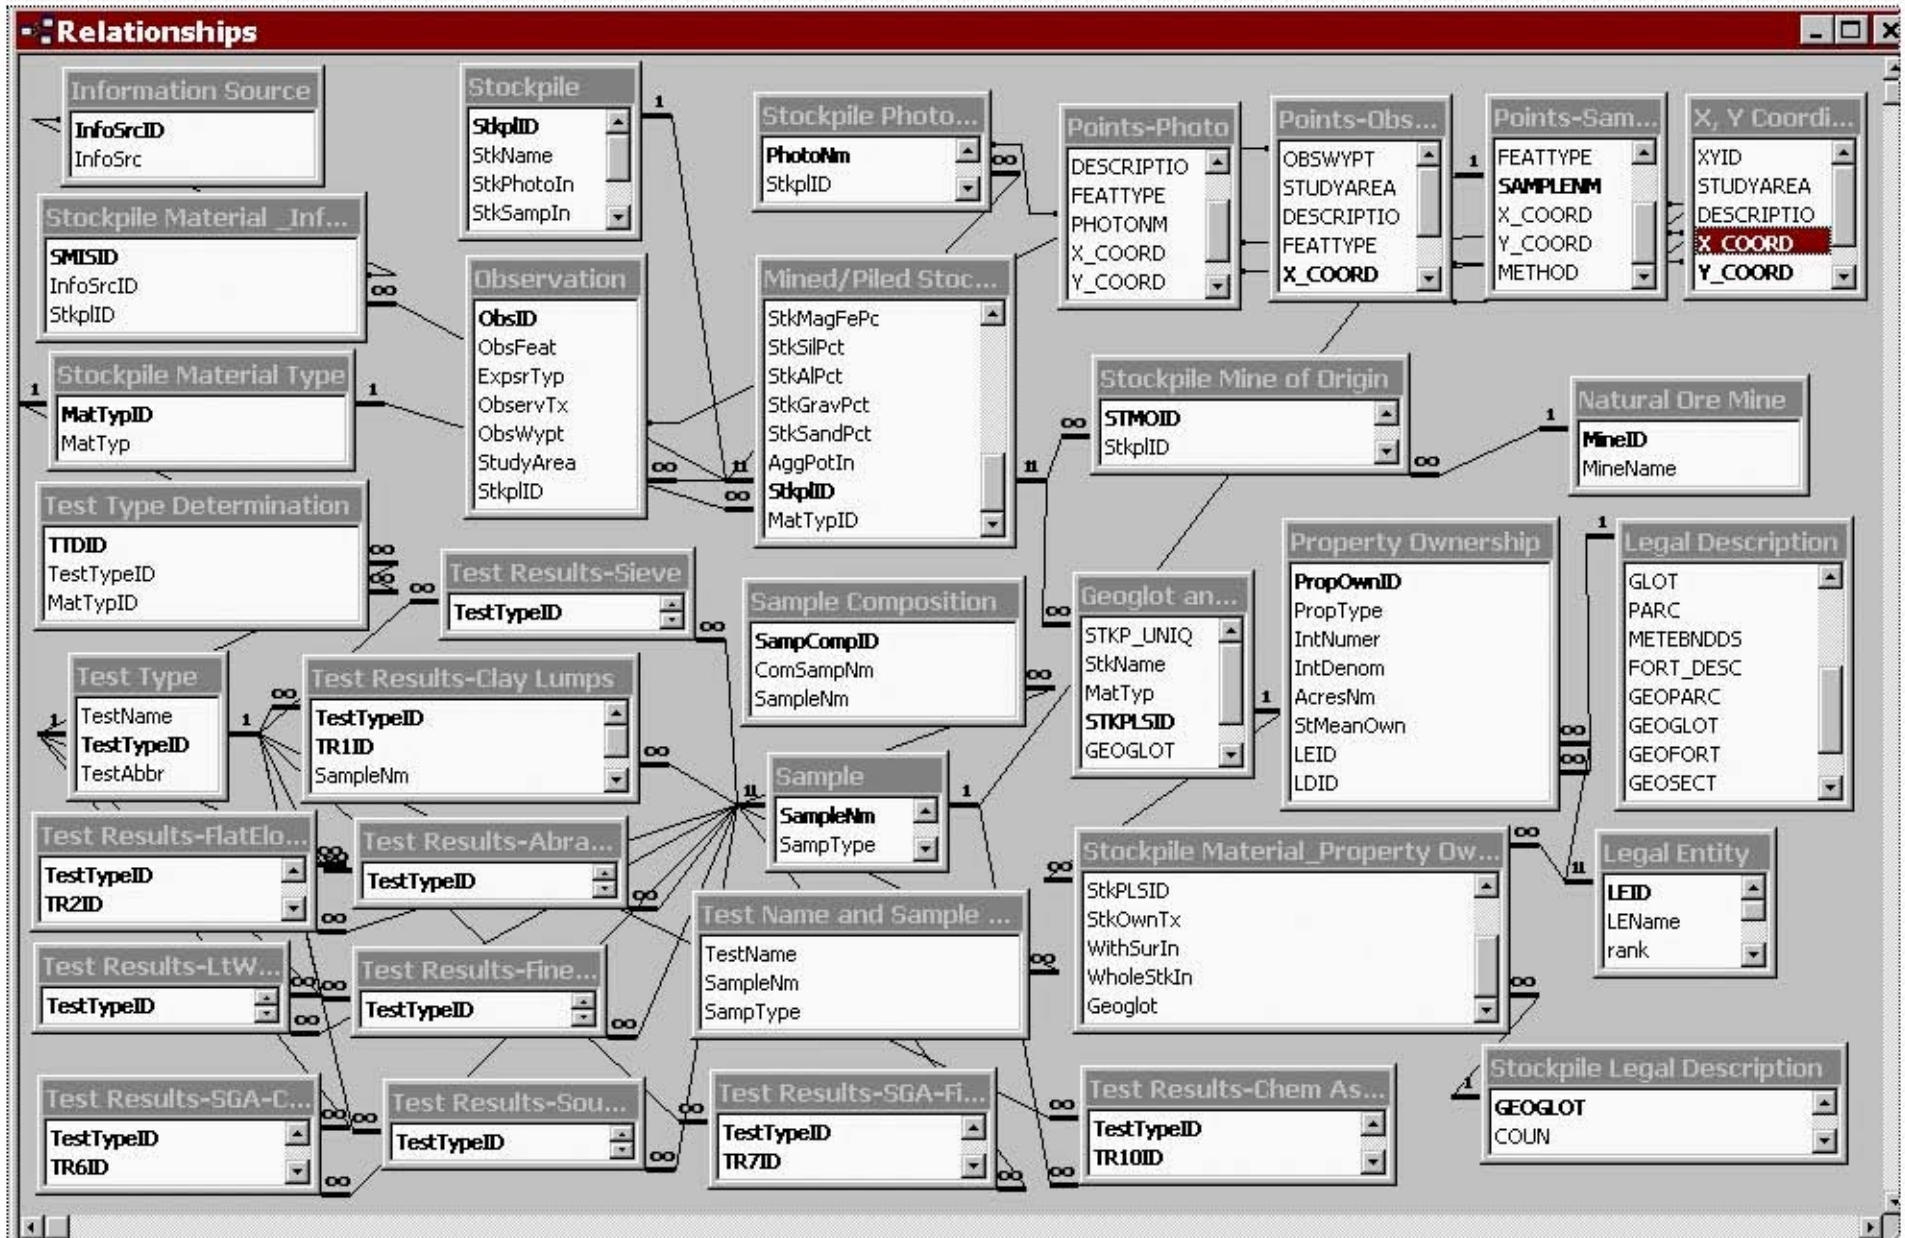 Relationships
Information Source
InfoSrcID
InfoSrc
Stockpile
StkplID
StkName
StkPhotoIn
StkSampIn
Stockpile Photo...
PhotoNm
StkplID
Points-Photo
DESCRIPTIO
FEATTYPE
PHOTONM
X_COORD
Y_COORD
Points-Obs...
OBSWYPT
STUDYAREA
DESCRIPTIO
FEATTYPE
X_COORD
Points-Sam...
FEATTYPE
SAMPLENM
X_COORD
Y_COORD
METHOD
X, Y Coordi...
XYID
STUDYAREA
DESCRIPTIO
X_COORD
Y_COORD
Stockpile Material _Inf...
SMISID
InfoSrcID
StkplID
Observation
ObsID
ObsFeat
ExpsrTyp
ObservTx
ObsWypt
StudyArea
StkplID
Mined/Piled Stoc...
StkMagFePc
StkSilPct
StkAlPct
StkGravPct
StkSandPct
AggPotIn
StkplID
MatTypID
Stockpile Material Type
MatTypID
MatTyp
Stockpile Mine of Origin
STMOID
StkplID
Natural Ore Mine
MineID
MineName
Test Type Determination
TTDID
TestTypeID
MatTypID
Test Results-Sieve
TestTypeID
Sample Composition
SampCompID
ComSampNm
SampleNm
Geoglot an...
STKP_UNIQ
StkName
MatTyp
STKPLSID
GEOGLOT
Property Ownership
PropOwnID
PropType
IntNumer
IntDenom
AcresNm
StMeanOwn
LEID
LDID
Legal Description
GLOT
PARC
METEBNDDS
FORT_DESC
GEOPARC
GEOGLOT
GEOFORT
GEOSECT
Test Type
TestName
TestTypeID
TestAbbr
Test Results-Clay Lumps
TestTypeID
TR1ID
SampleNm
Sample
SampleNm
SampType
Test Results-FlatElo...
TestTypeID
TR2ID
Test Results-Abra...
TestTypeID
Test Name and Sample ...
TestName
SampleNm
SampType
Stockpile Material_Property Ow...
StkPLSID
StkOwnTx
WithSurIn
WholeStkIn
Geoglot
Legal Entity
LEID
LEName
rank
Test Results-LtW...
TestTypeID
Test Results-Fine...
TestTypeID
Test Results-SGA-C...
TestTypeID
TR6ID
Test Results-Sou...
TestTypeID
Test Results-SGA-Fi...
TestTypeID
TR7ID
Test Results-Chem As...
TestTypeID
TR10ID
Stockpile Legal Description
GEOGLOT
COUN